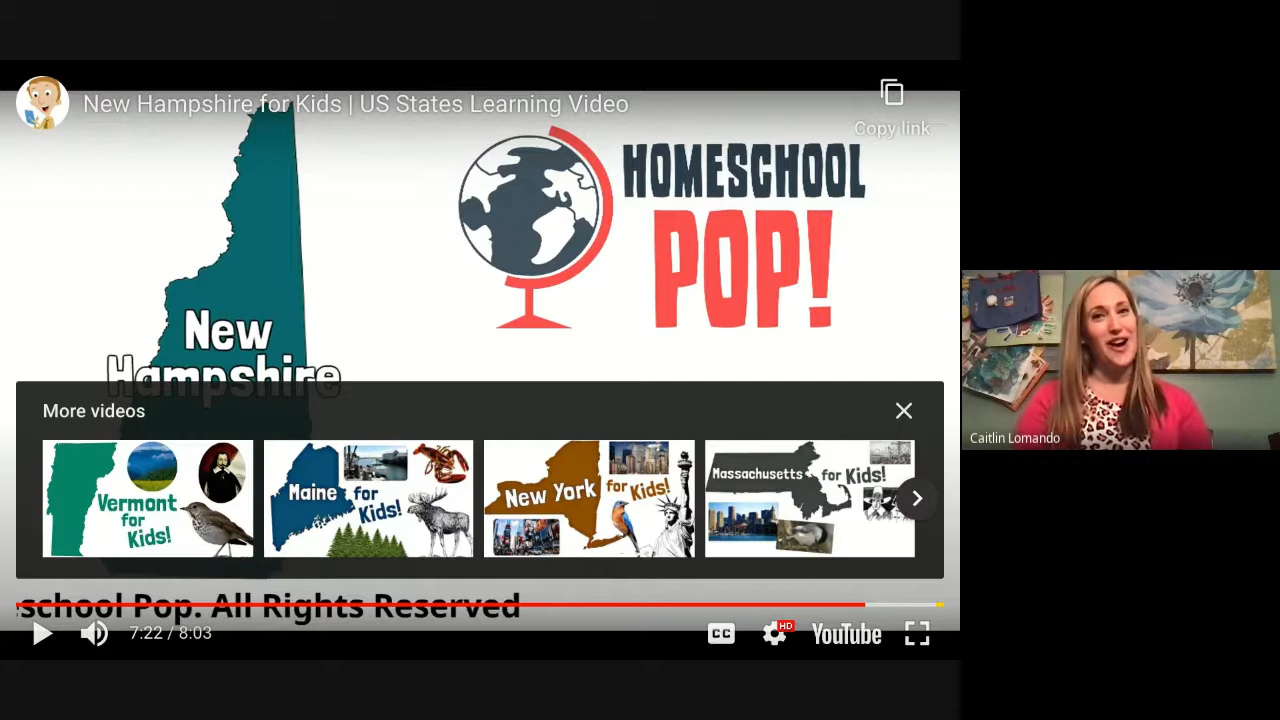 New Hampshire for Kids | US States Learning Video
Copy link
HOMESCHOOL
POP!
New
Hampshire
More videos
Vermont
for
Kids!
Maine for
Kids!
New York for Kids!
Massachusetts for Kids!
school Pop. All Rights Reserved
7:22 / 8:03
CC
HD
YouTube
Caitlin Lomando